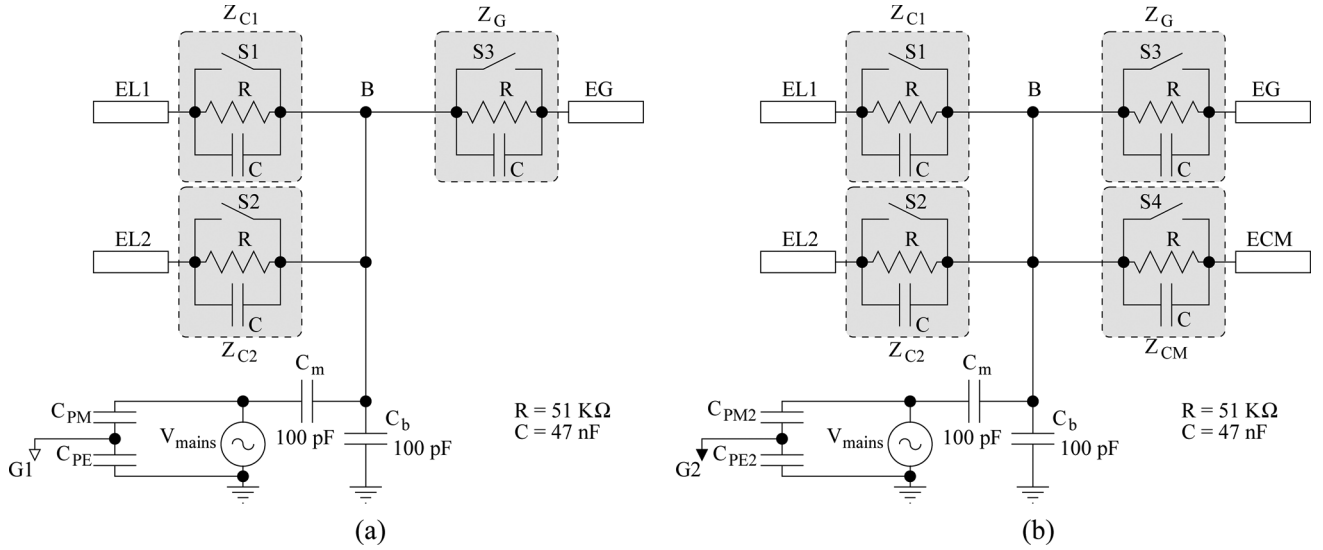 Z_C1
Z_G
S1
S3
EL1
R
B
R
EG
C
C
S2
EL2
R
C
Z_C2
C_m
C_PM
V_mains
100 pF
C_b
100 pF
R = 51 KΩ
C = 47 nF
G1
C_PE
(a)
Z_C1
Z_G
S1
S3
EL1
R
B
R
EG
C
C
S2
S4
EL2
R
R
ECM
C
C
Z_C2
Z_CM
C_m
C_PM2
V_mains
100 pF
C_b
100 pF
R = 51 KΩ
C = 47 nF
G2
C_PE2
(b)